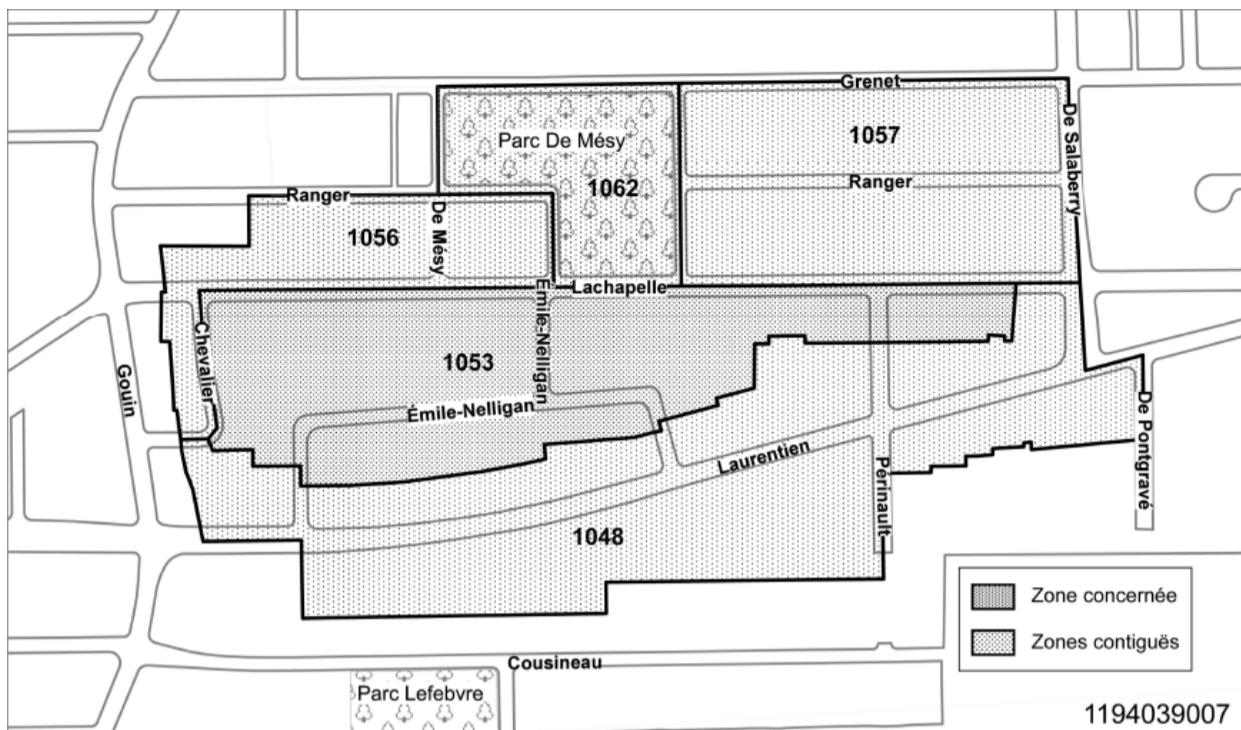 Grenet
De Salaberry
1057
Parc De Mésy
1062
Ranger
Ranger
De Mésy
1056
Lachapelle
Émile-Nelligan
Chevalier
1053
Gouin
Émile-Nelligan
De Pontgravé
Laurentien
Périnault
1048
Zone concernée
Zones contiguës
Cousineau
Parc Lefebvre
1194039007